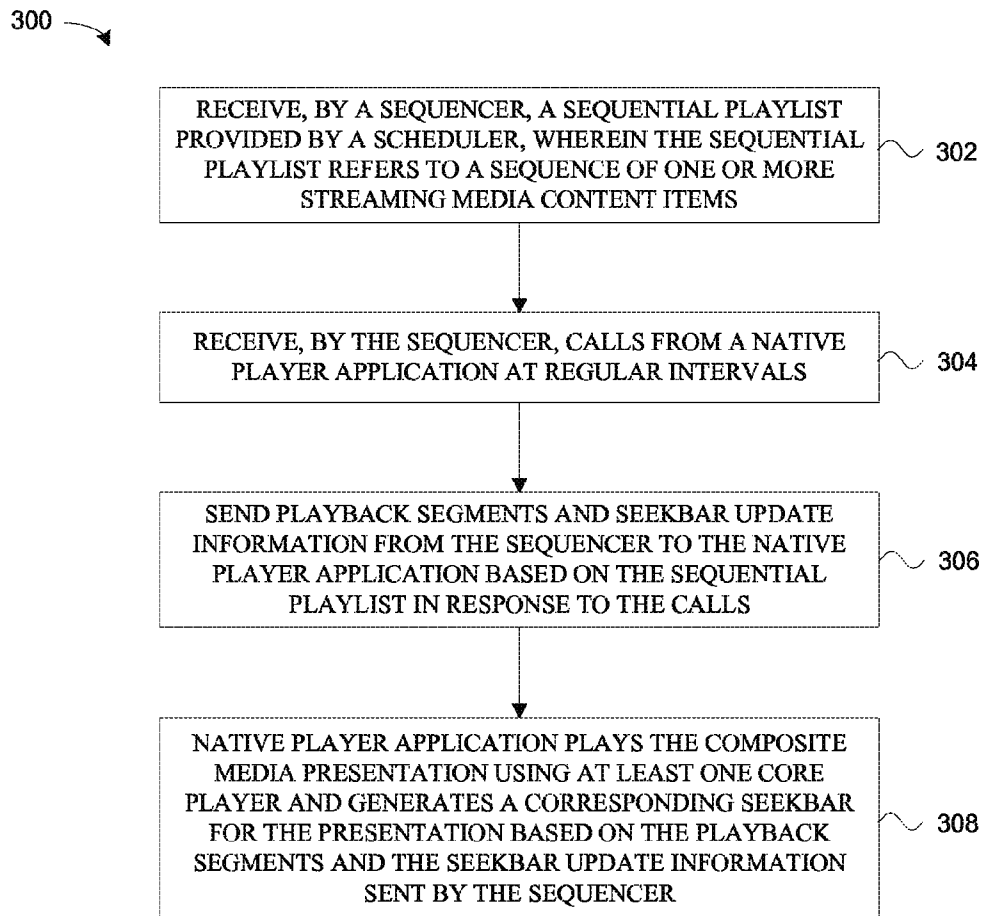 300
RECEIVE, BY A SEQUENCER, A SEQUENTIAL PLAYLIST
PROVIDED BY A SCHEDULER, WHEREIN THE SEQUENTIAL
PLAYLIST REFERS TO A SEQUENCE OF ONE OR MORE
STREAMING MEDIA CONTENT ITEMS
302
RECEIVE, BY THE SEQUENCER, CALLS FROM A NATIVE
PLAYER APPLICATION AT REGULAR INTERVALS
304
SEND PLAYBACK SEGMENTS AND SEEKBAR UPDATE
INFORMATION FROM THE SEQUENCER TO THE NATIVE
PLAYER APPLICATION BASED ON THE SEQUENTIAL
PLAYLIST IN RESPONSE TO THE CALLS
306
NATIVE PLAYER APPLICATION PLAYS THE COMPOSITE
MEDIA PRESENTATION USING AT LEAST ONE CORE
PLAYER AND GENERATES A CORRESPONDING SEEKBAR
FOR THE PRESENTATION BASED ON THE PLAYBACK
SEGMENTS AND THE SEEKBAR UPDATE INFORMATION
SENT BY THE SEQUENCER
308